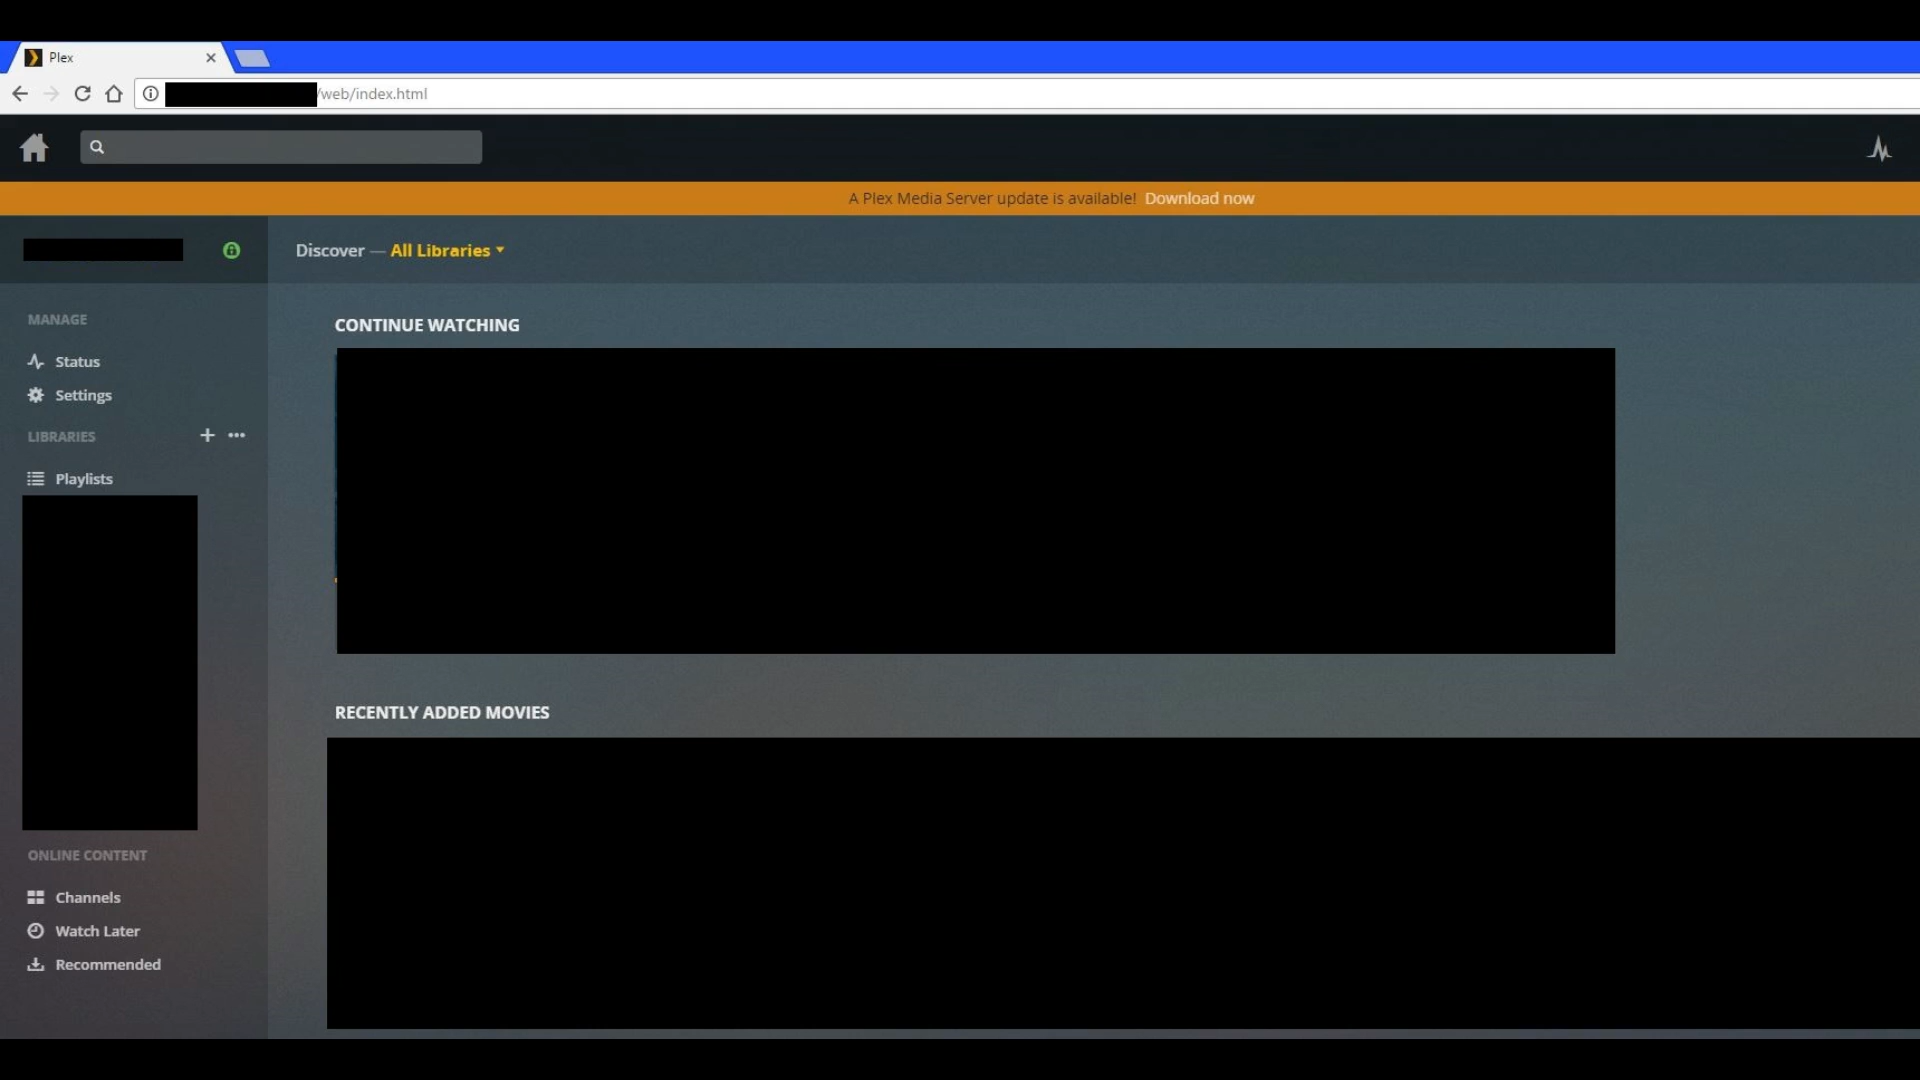 Plex
/web/index.html
A Plex Media Server update is available! Download now
Discover — All Libraries
MANAGE
Status
Settings
LIBRARIES
Playlists
ONLINE CONTENT
Channels
Watch Later
Recommended
CONTINUE WATCHING
RECENTLY ADDED MOVIES